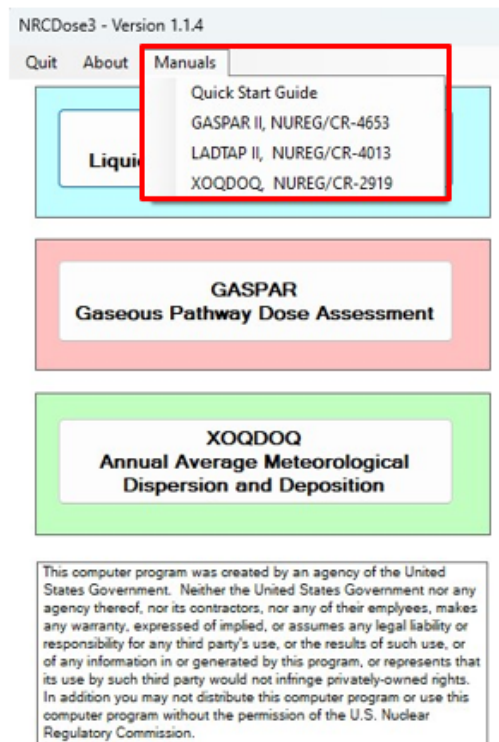 NRCDose3 - Version 1.1.4
Quit About Manuals
Quick Start Guide
GASPAR II, NUREG/CR-4653
LADTAP II, NUREG/CR-4013
XOQDOQ, NUREG/CR-2919
GASPAR
Gaseous Pathway Dose Assessment
XOQDOQ
Annual Average Meteorological
Dispersion and Deposition
This computer program was created by an agency of the United
States Government. Neither the United States Government nor any
agency thereof, nor its contractors, nor any of their emplyees, makes
any warranty, expressed of implied, or assumes any legal liability or
responsibility for any third party's use, or the results of such use, or
of any information in or generated by this program, or represents that
its use by such third party would not infringe privately-owned rights.
In addition you may not distribute this computer program or use this
computer program without the permission of the U.S. Nuclear
Regulatory Commission.